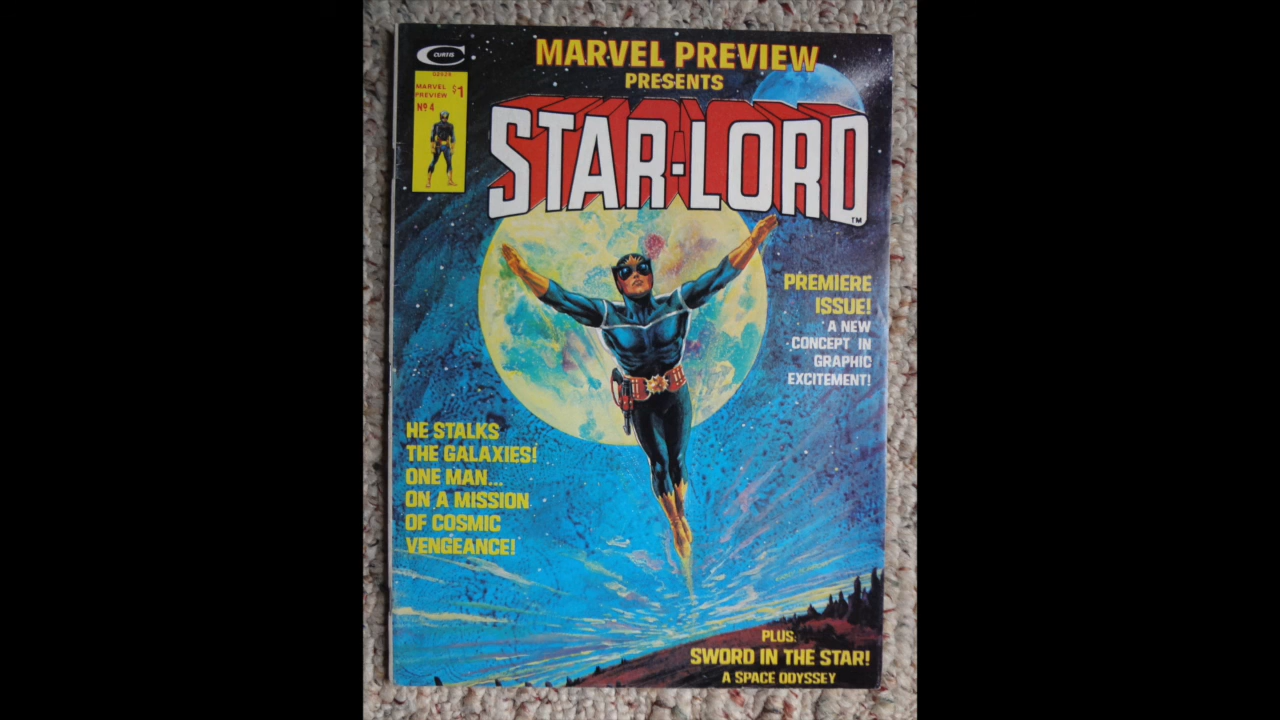 CURTIS
02528
MARVEL
PREVIEW $1
Nº 4
MARVEL PREVIEW
PRESENTS
STAR-LORD
TM
PREMIERE
ISSUE!
A NEW
CONCEPT IN
GRAPHIC
EXCITEMENT!
HE STALKS
THE GALAXIES!
ONE MAN...
ON A MISSION
OF COSMIC
VENGEANCE!
PLUS:
SWORD IN THE STAR!
A SPACE ODYSSEY